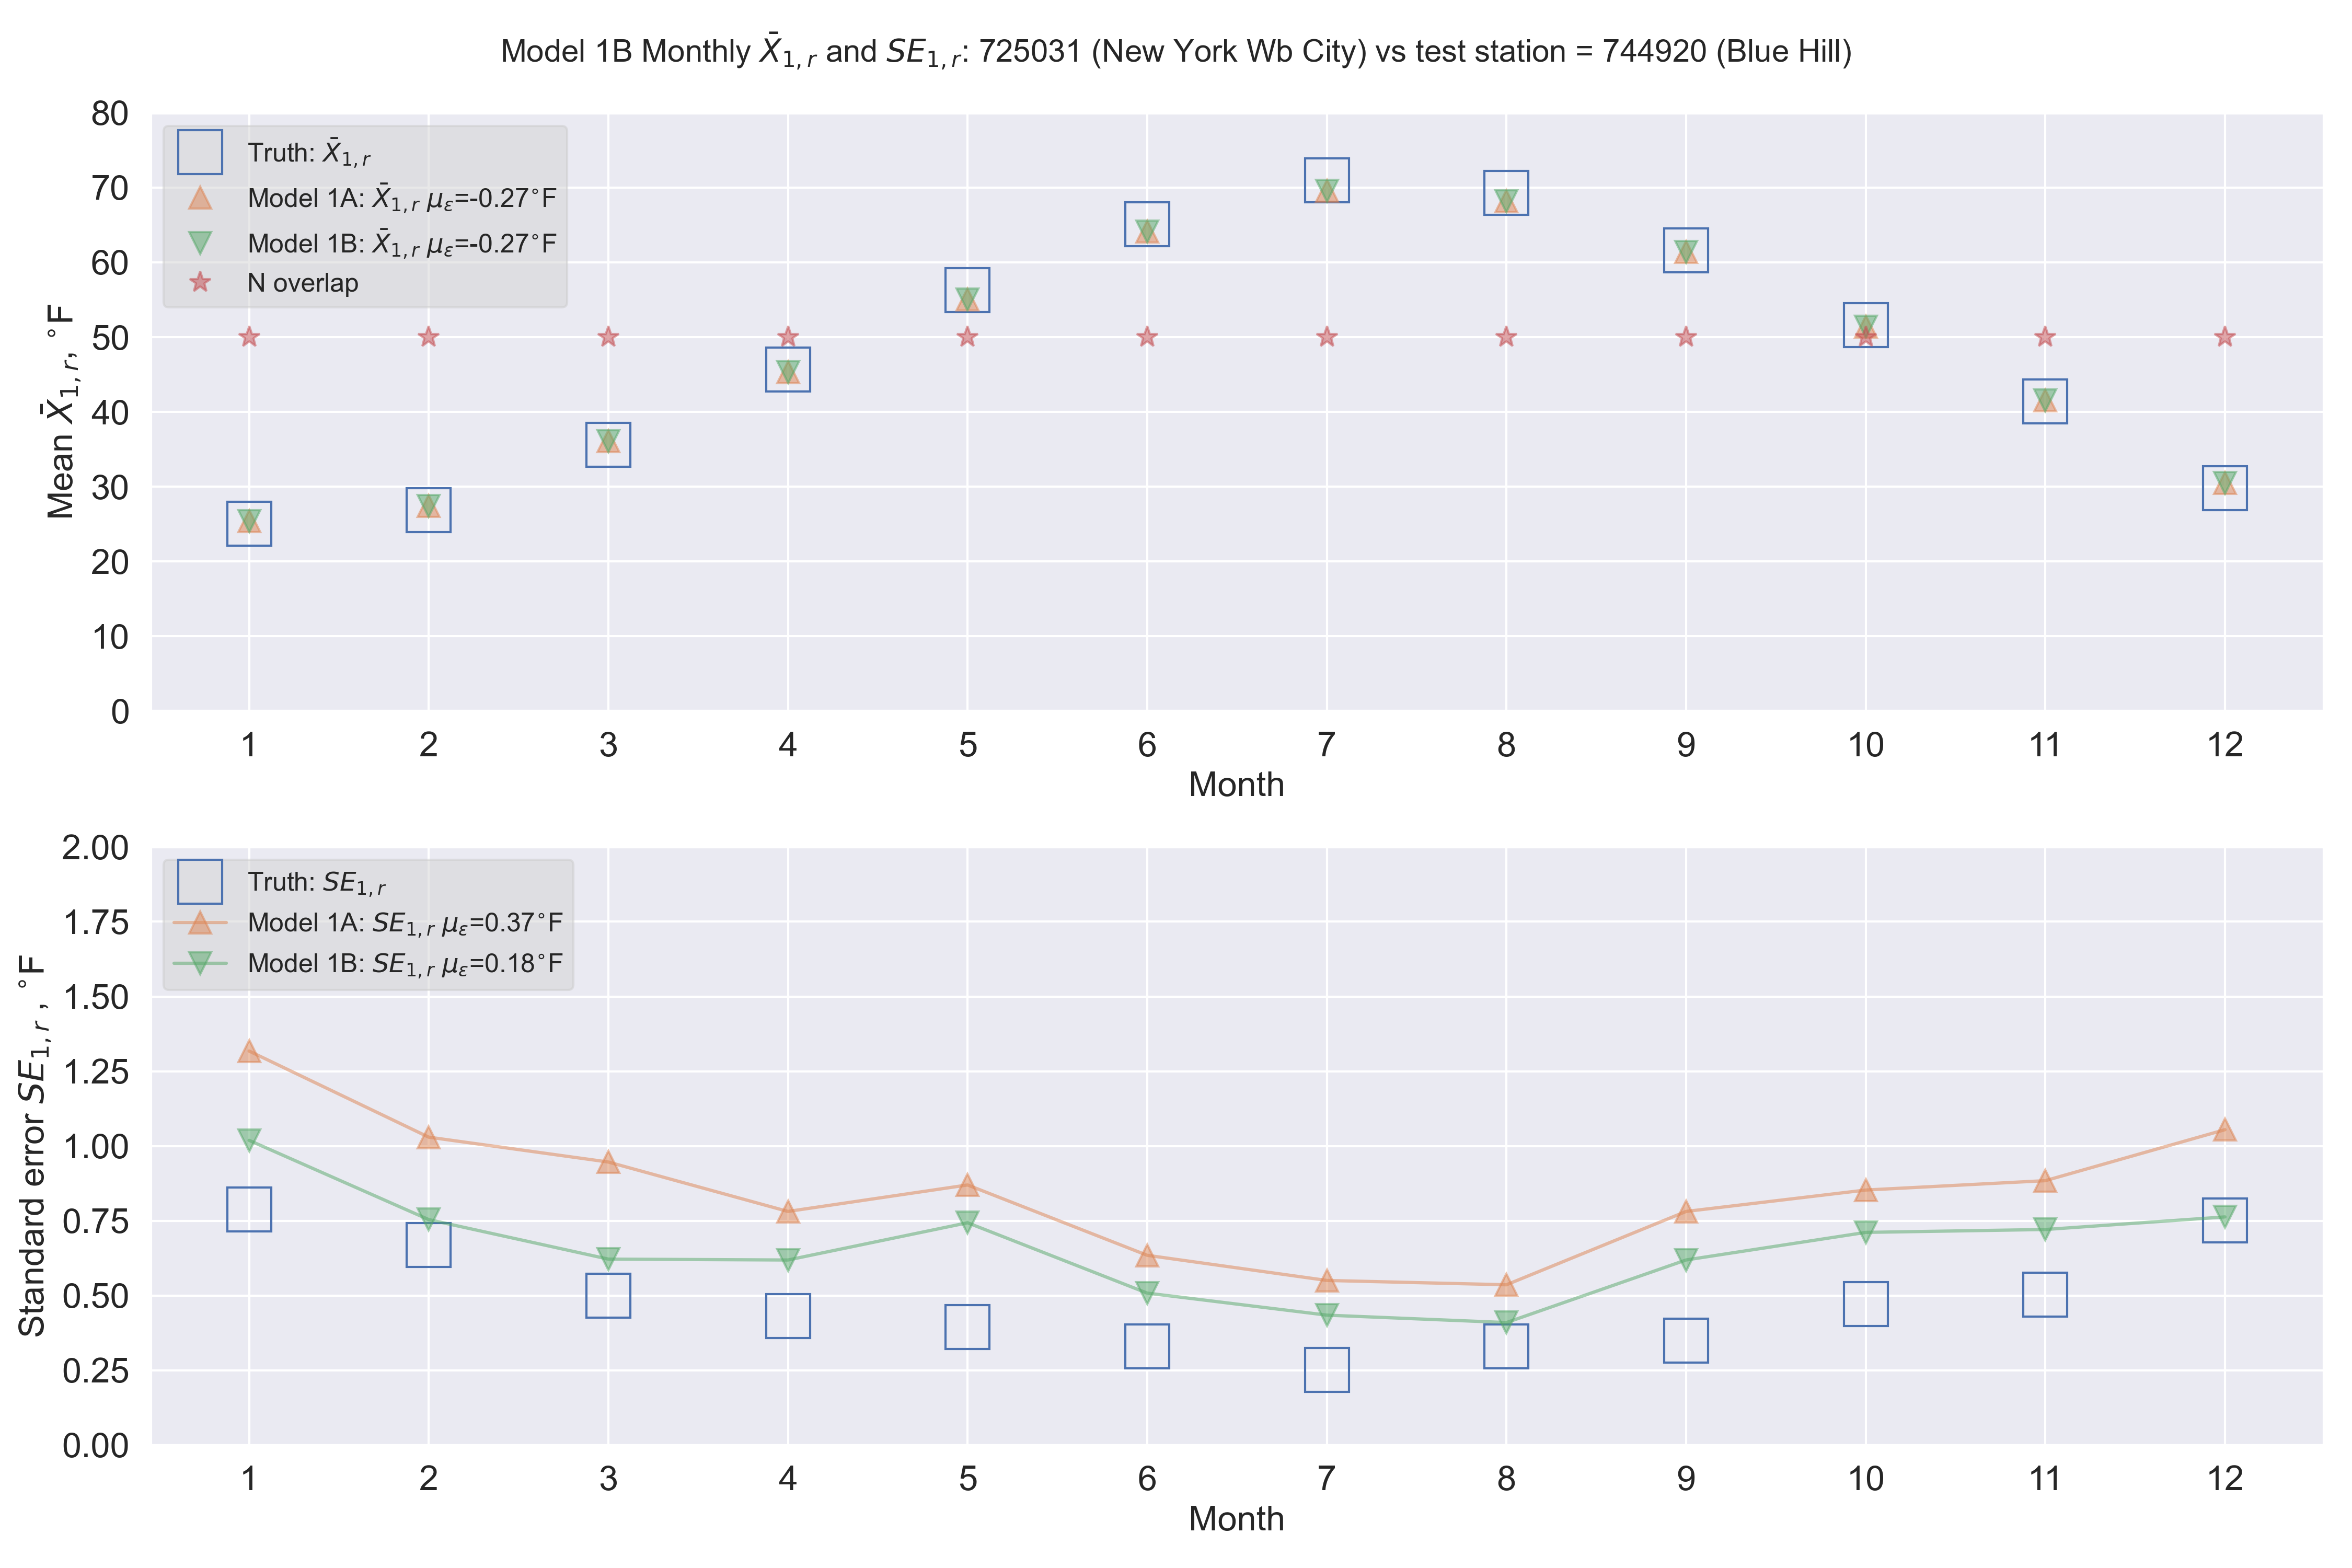 Model 1B Monthly X̄₁,ᵣ and SE₁,ᵣ: 725031 (New York Wb City) vs test station = 744920 (Blue Hill)
Mean X̄₁,ᵣ, °F
80
70
60
50
40
30
20
10
0
Truth: X̄₁,ᵣ
Model 1A: X̄₁,ᵣ με=-0.27°F
Model 1B: X̄₁,ᵣ με=-0.27°F
N overlap
1 2 3 4 5 6 7 8 9 10 11 12
Month
Standard error SE₁,ᵣ , °F
2.00
1.75
1.50
1.25
1.00
0.75
0.50
0.25
0.00
Truth: SE₁,ᵣ
Model 1A: SE₁,ᵣ με=0.37°F
Model 1B: SE₁,ᵣ με=0.18°F
1 2 3 4 5 6 7 8 9 10 11 12
Month